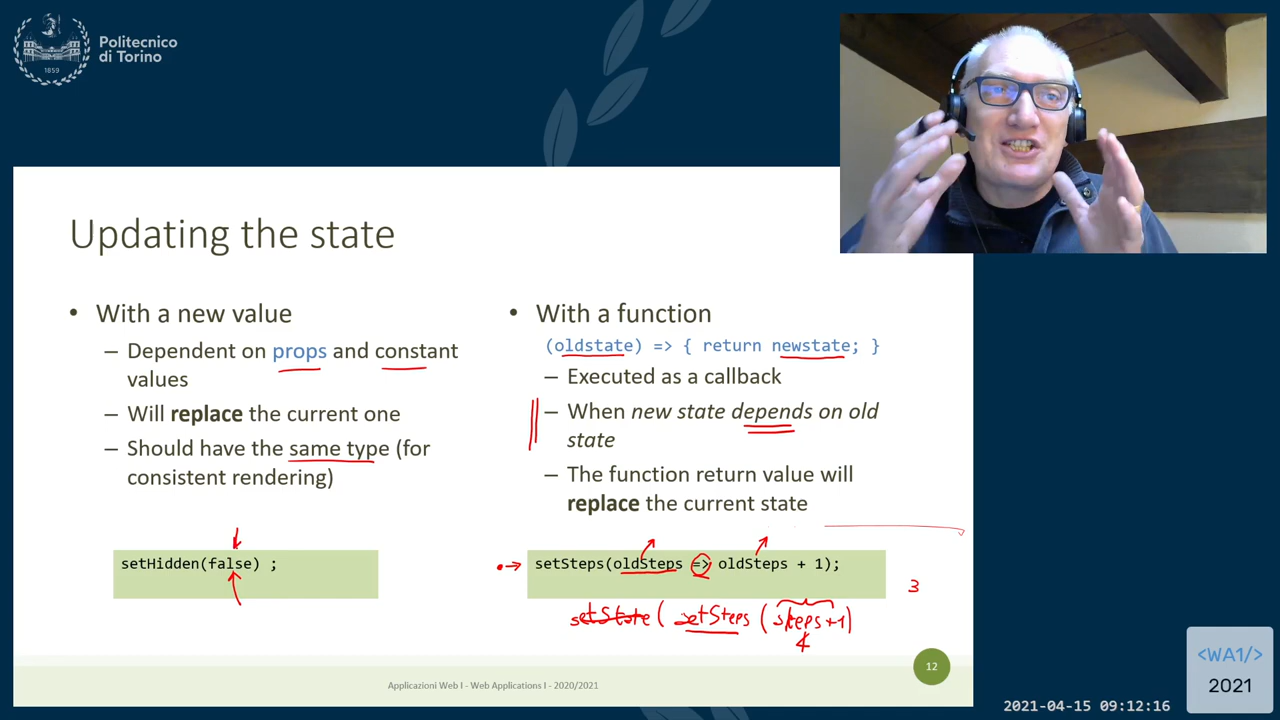 Politecnico
di Torino
1859
Updating the state
• With a new value
– Dependent on props and constant
values
– Will replace the current one
– Should have the same type (for
consistent rendering)
setHidden(false) ;
• With a function
(oldstate) => { return newstate; }
– Executed as a callback
– When new state depends on old
state
– The function return value will
replace the current state
setSteps(oldSteps => oldSteps + 1);
3
setState ( setSteps (steps+1)
4
12
Applicazioni Web I - Web Applications I - 2020/2021
<WA1/>
2021
2021-04-15 09:12:16